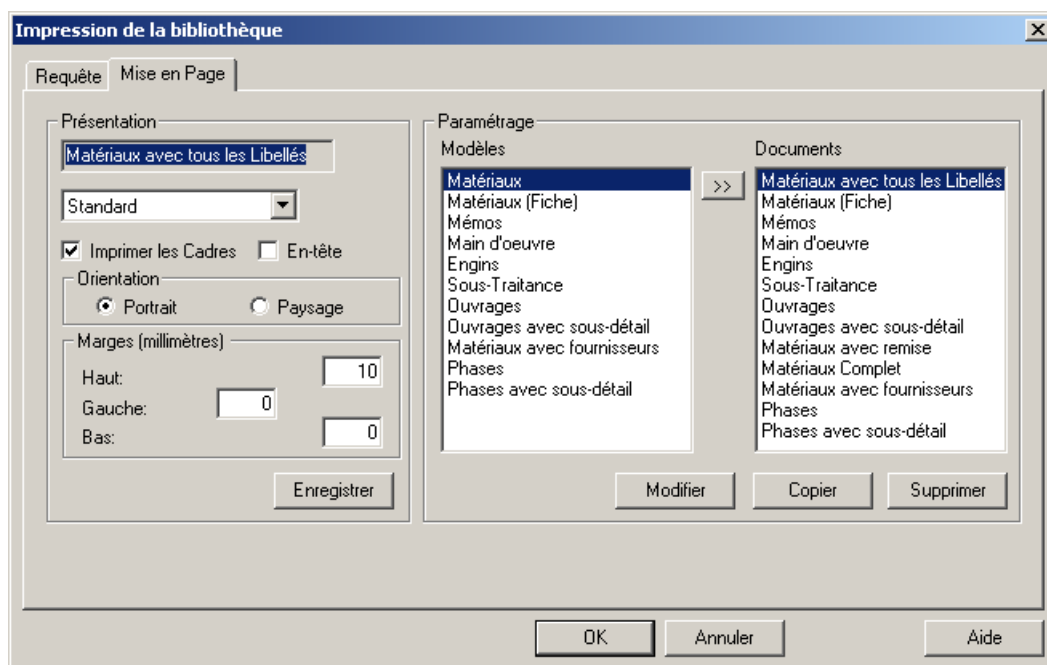 Impression de la bibliothèque
Requête
Mise en Page
Présentation
Matériaux avec tous les Libellés
Standard
Imprimer les Cadres
En-tête
Orientation
Portrait
Paysage
Marges (millimètres)
Haut:
10
Gauche:
0
Bas:
0
Enregistrer
Paramétrage
Modèles
Matériaux
Matériaux (Fiche)
Mémos
Main d'oeuvre
Engins
Sous-Traitance
Ouvrages
Ouvrages avec sous-détail
Matériaux avec fournisseurs
Phases
Phases avec sous-détail
>>
Documents
Matériaux avec tous les Libellés
Matériaux (Fiche)
Mémos
Main d'oeuvre
Engins
Sous-Traitance
Ouvrages
Ouvrages avec sous-détail
Matériaux avec remise
Matériaux Complet
Matériaux avec fournisseurs
Phases
Phases avec sous-détail
Modifier
Copier
Supprimer
OK
Annuler
Aide